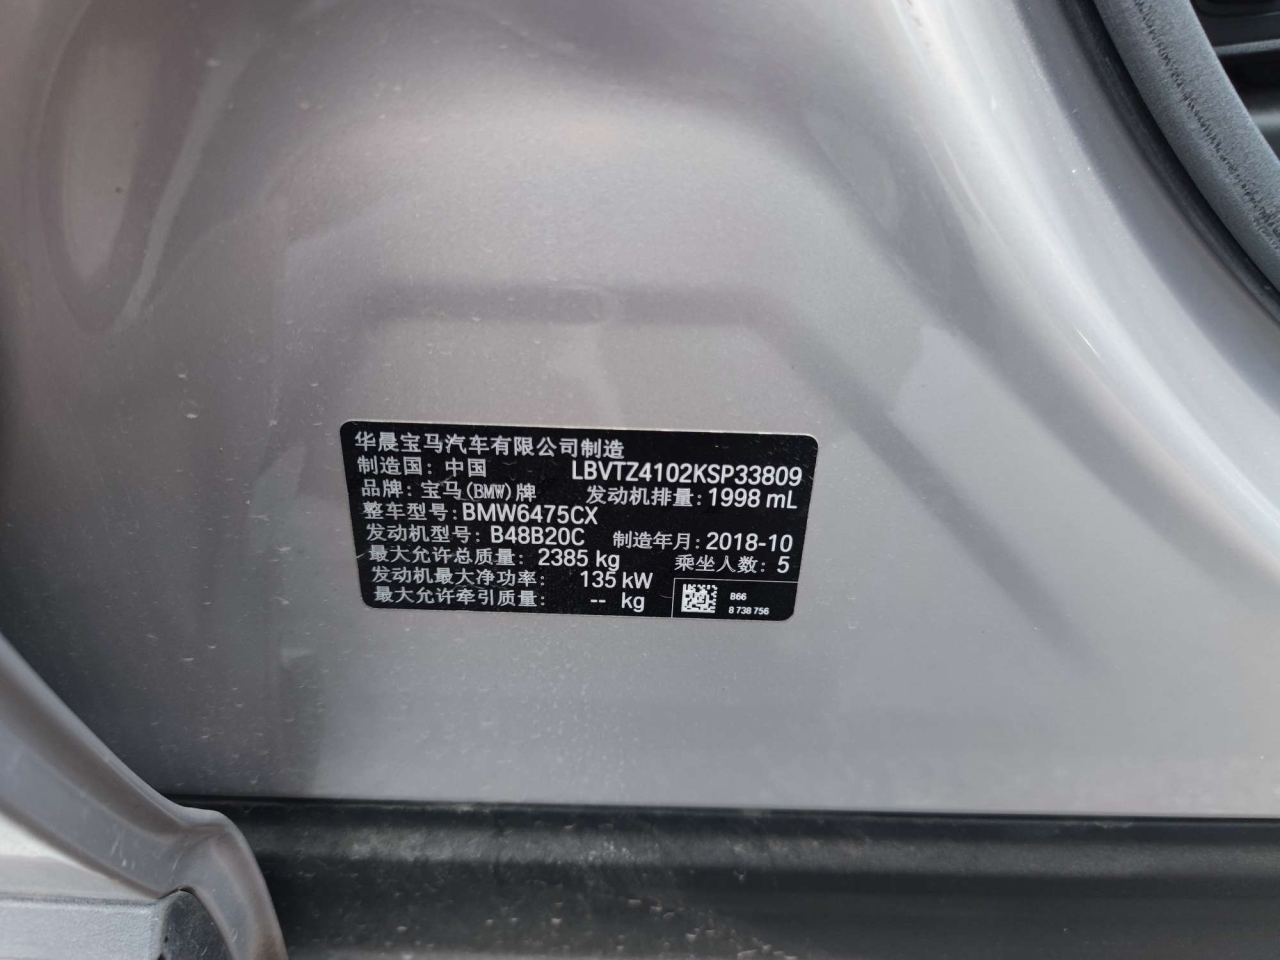 华晨宝马汽车有限公司制造
制造国: 中国 LBVTZ4102KSP33809
品牌: 宝马(BMW)牌 发动机排量: 1998 mL
整车型号: BMW6475CX
发动机型号: B48B20C 制造年月: 2018-10
最大允许总质量: 2385 kg 乘坐人数: 5
发动机最大净功率: 135 kW
最大允许牵引质量: -- kg
B66
8 738 756